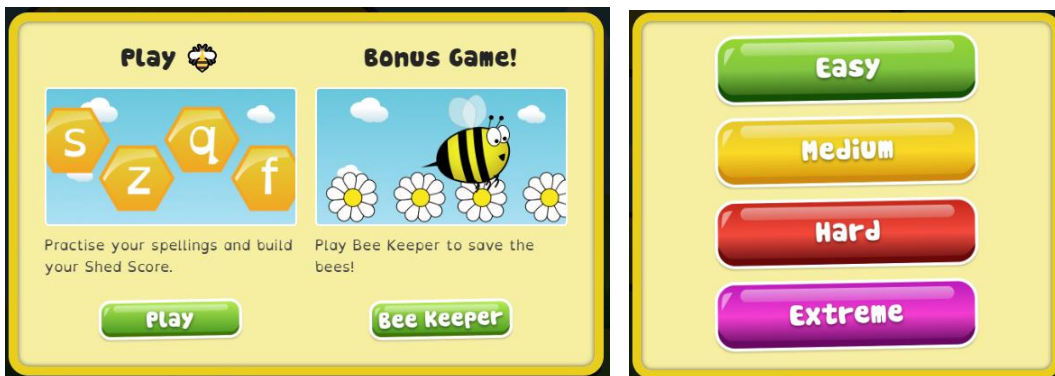 Play
s z q f
Practise your spellings and build
your Shed Score.
Play
Bonus Game!
Play Bee Keeper to save the
bees!
Bee Keeper
Easy
Medium
Hard
Extreme